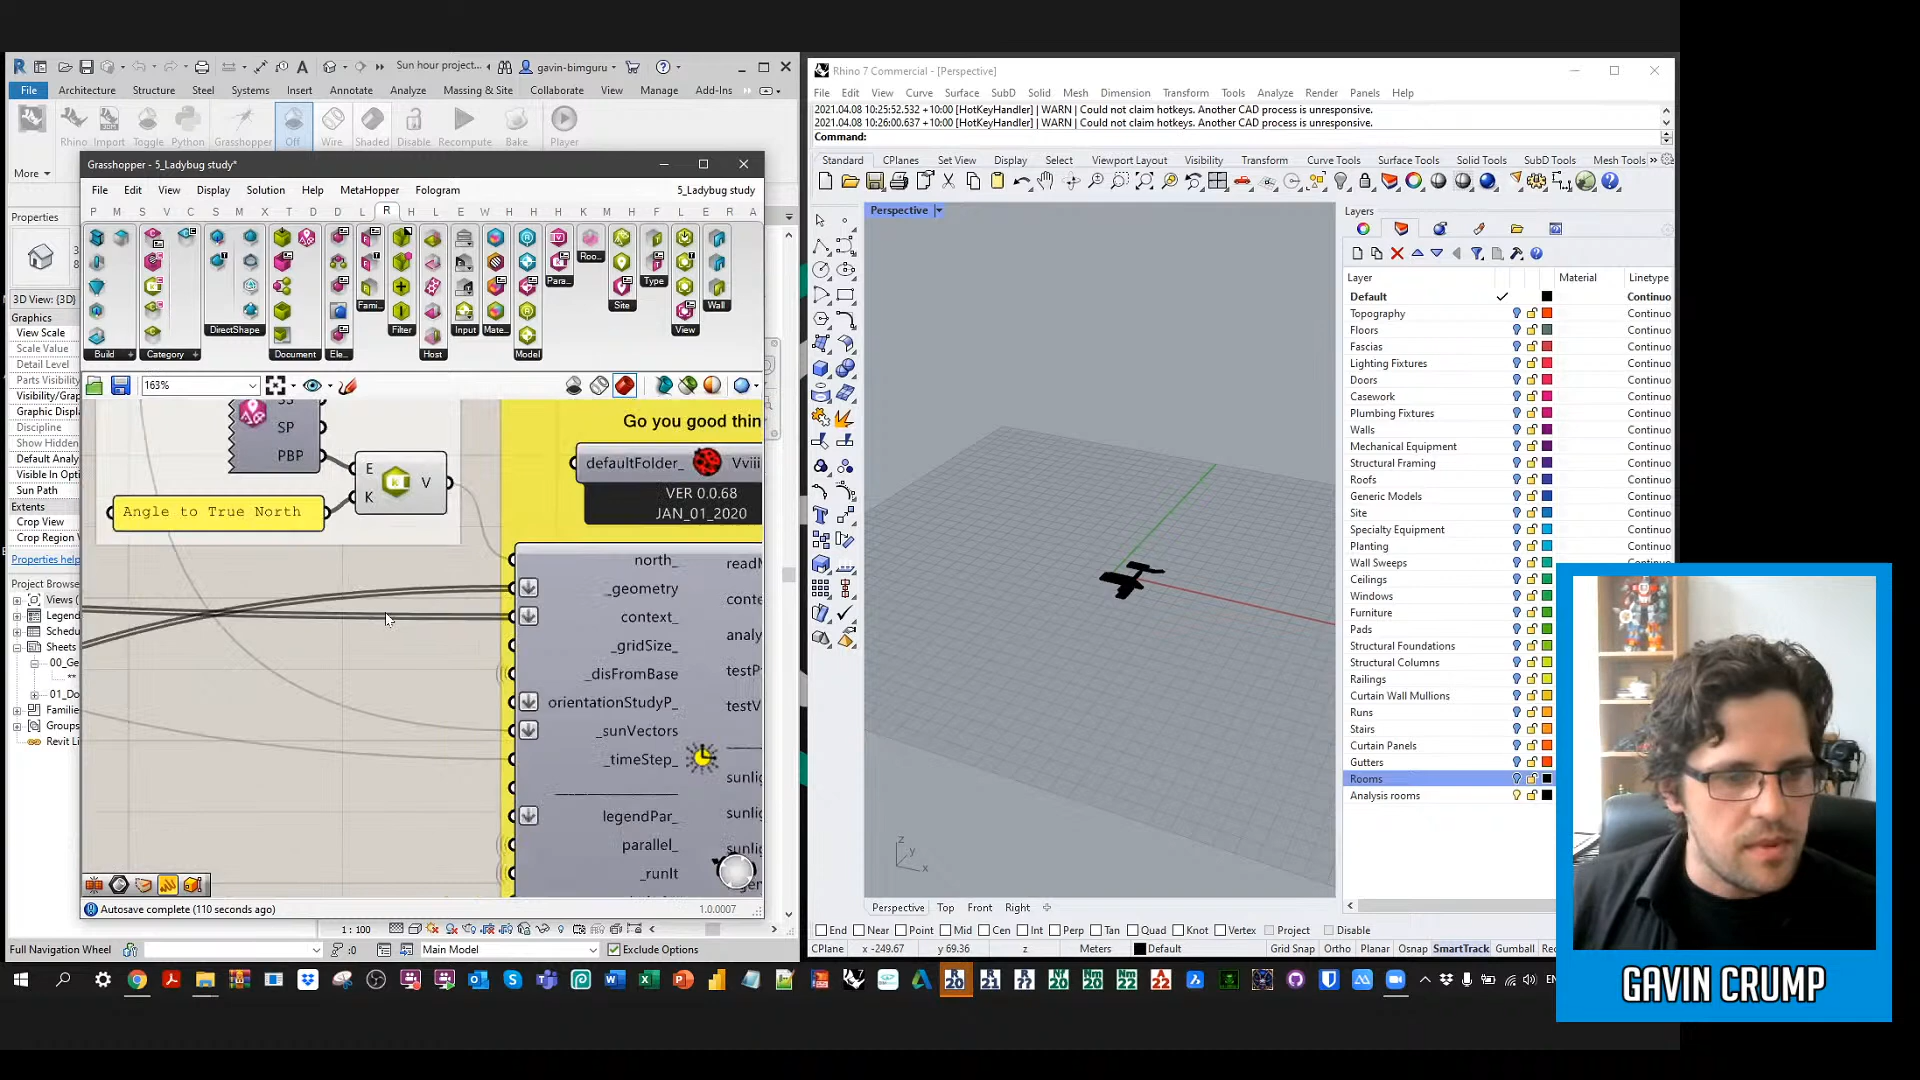 Sun hour project...
gavin-bimguru
File
Architecture
Structure
Steel
Systems
Insert
Annotate
Analyze
Massing & Site
Collaborate
View
Manage
Add-Ins
Rhino
Import
Toggle
Python
Grasshopper
Off
Wire
Shaded
Disable
Recompute
Bake
Player
More
Grasshopper - 5_Ladybug study*
File
Edit
View
Display
Solution
Help
MetaHopper
Fologram
5_Ladybug study
P M S V C S M X T D D L R H L E W H H H K M H F L E R A
Build
Category
DirectShape
Document
Ele...
Fami...
Filter
Host
Input
Mate...
Model
Para...
Roo...
Site
Type
View
Wall
163%
Properties
3D View: {3D}
Graphics
View Scale
Scale Value
Detail Level
Parts Visibility
Visibility/Grap
Graphic Displ
Discipline
Show Hidden
Default Analy
Visible In Opti
Sun Path
Extents
Crop View
Crop Region V
Properties help
Project Browse
Views (
Legend
Schedu
Sheets
00_Ge
01_Do
Familie
Groups
Revit Li
SP
PBP
E
K
V
Angle to True North
Go you good thin
defaultFolder_
Vviii
VER 0.0.68
JAN_01_2020
north_
_geometry
context_
_gridSize_
_disFromBase
orientationStudyP_
_sunVectors
_timeStep_
legendPar_
parallel_
_runIt
readM
conte
analy
testP
testV
sunlig
sunli
Autosave complete (110 seconds ago)
1.0.0007
1 : 100
Full Navigation Wheel
:0
Main Model
Exclude Options
Rhino 7 Commercial - [Perspective]
File
Edit
View
Curve
Surface
SubD
Solid
Mesh
Dimension
Transform
Tools
Analyze
Render
Panels
Help
2021.04.08 10:25:52.532 +10:00 [HotKeyHandler] | WARN | Could not claim hotkeys. Another CAD process is unresponsive.
2021.04.08 10:26:00.637 +10:00 [HotKeyHandler] | WARN | Could not claim hotkeys. Another CAD process is unresponsive.
Command:
Standard
CPlanes
Set View
Display
Select
Viewport Layout
Visibility
Transform
Curve Tools
Surface Tools
Solid Tools
SubD Tools
Mesh Tools
Perspective
z
y
x
Layers
Layer
Material
Linetype
Default Continuo
Topography Continuo
Floors Continuo
Fascias Continuo
Lighting Fixtures Continuo
Doors Continuo
Casework Continuo
Plumbing Fixtures Continuo
Walls Continuo
Mechanical Equipment Continuo
Structural Framing Continuo
Roofs Continuo
Generic Models Continuo
Site Continuo
Specialty Equipment Continuo
Planting Continuo
Wall Sweeps Continuo
Ceilings
Windows
Furniture
Pads
Structural Foundations
Structural Columns
Railings
Curtain Wall Mullions
Runs
Stairs
Curtain Panels
Gutters
Rooms
Analysis rooms
Perspective
Top
Front
Right
End
Near
Point
Mid
Cen
Int
Perp
Tan
Quad
Knot
Vertex
Project
Disable
CPlane
x -249.67
y 69.36
z
Meters
Default
Grid Snap
Ortho
Planar
Osnap
SmartTrack
Gumball
Rec
GAVIN CRUMP